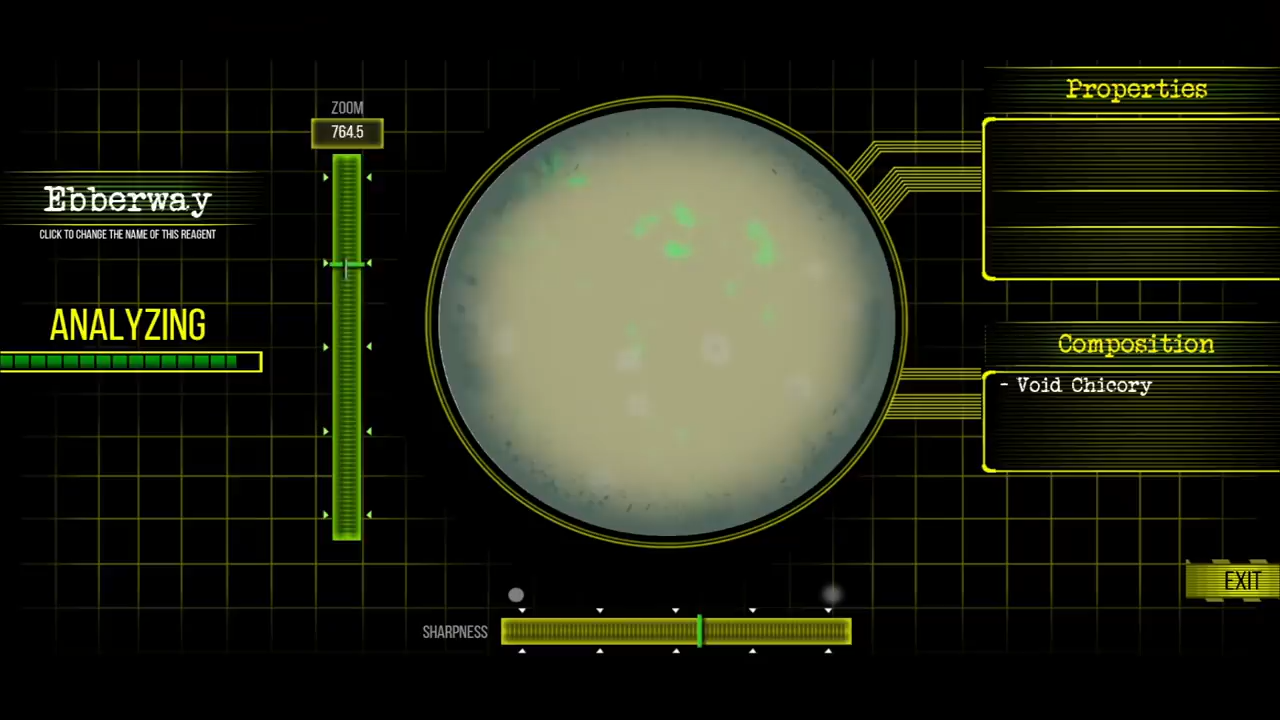 ZOOM
764.5
Ebberway
CLICK TO CHANGE THE NAME OF THIS REAGENT
ANALYZING
Properties
Composition
- Void Chicory
EXIT
SHARPNESS